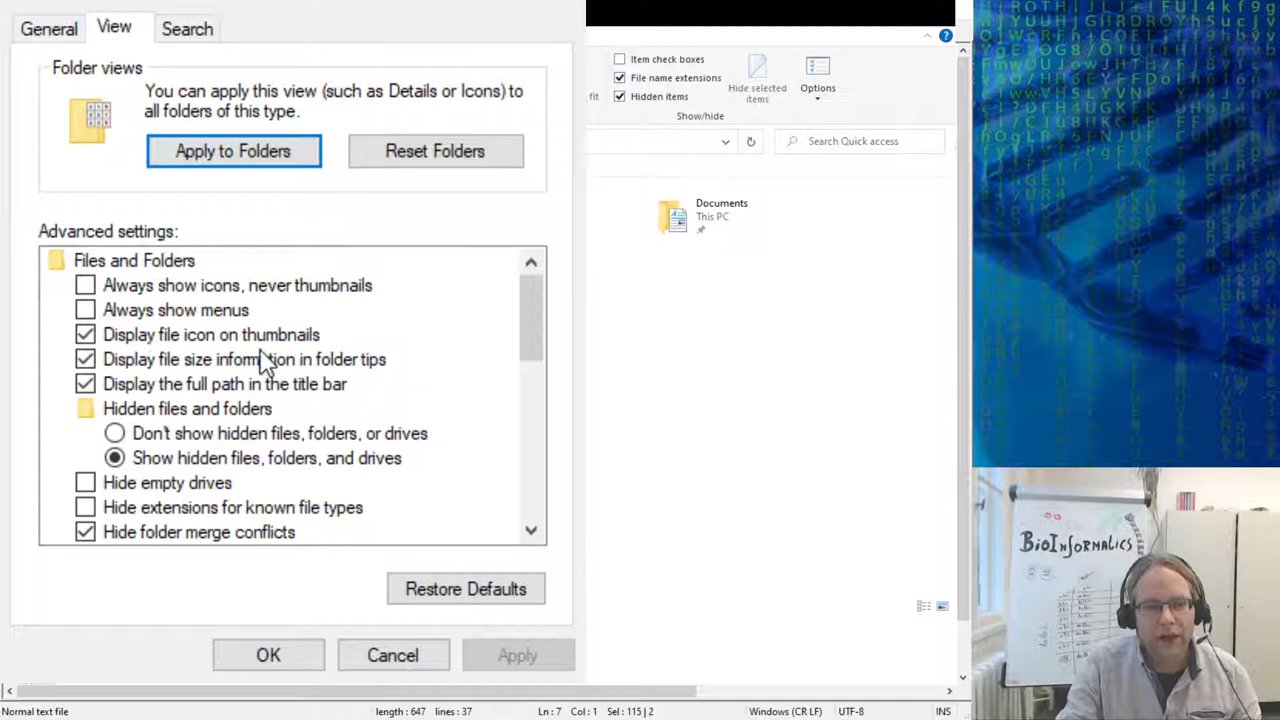 General
View
Search
Folder views
You can apply this view (such as Details or Icons) to
all folders of this type.
Apply to Folders
Reset Folders
Advanced settings:
Files and Folders
Always show icons, never thumbnails
Always show menus
Display file icon on thumbnails
Display file size information in folder tips
Display the full path in the title bar
Hidden files and folders
Don't show hidden files, folders, or drives
Show hidden files, folders, and drives
Hide empty drives
Hide extensions for known file types
Hide folder merge conflicts
Restore Defaults
OK
Cancel
Apply
Item check boxes
File name extensions
Hidden items
fit
Hide selected
items
Options
Show/hide
Search Quick access
Documents
This PC
Normal text file
length : 647
lines : 37
Ln : 7
Col : 1
Sel : 115 | 2
Windows (CR LF)
UTF-8
INS
BioInformatics